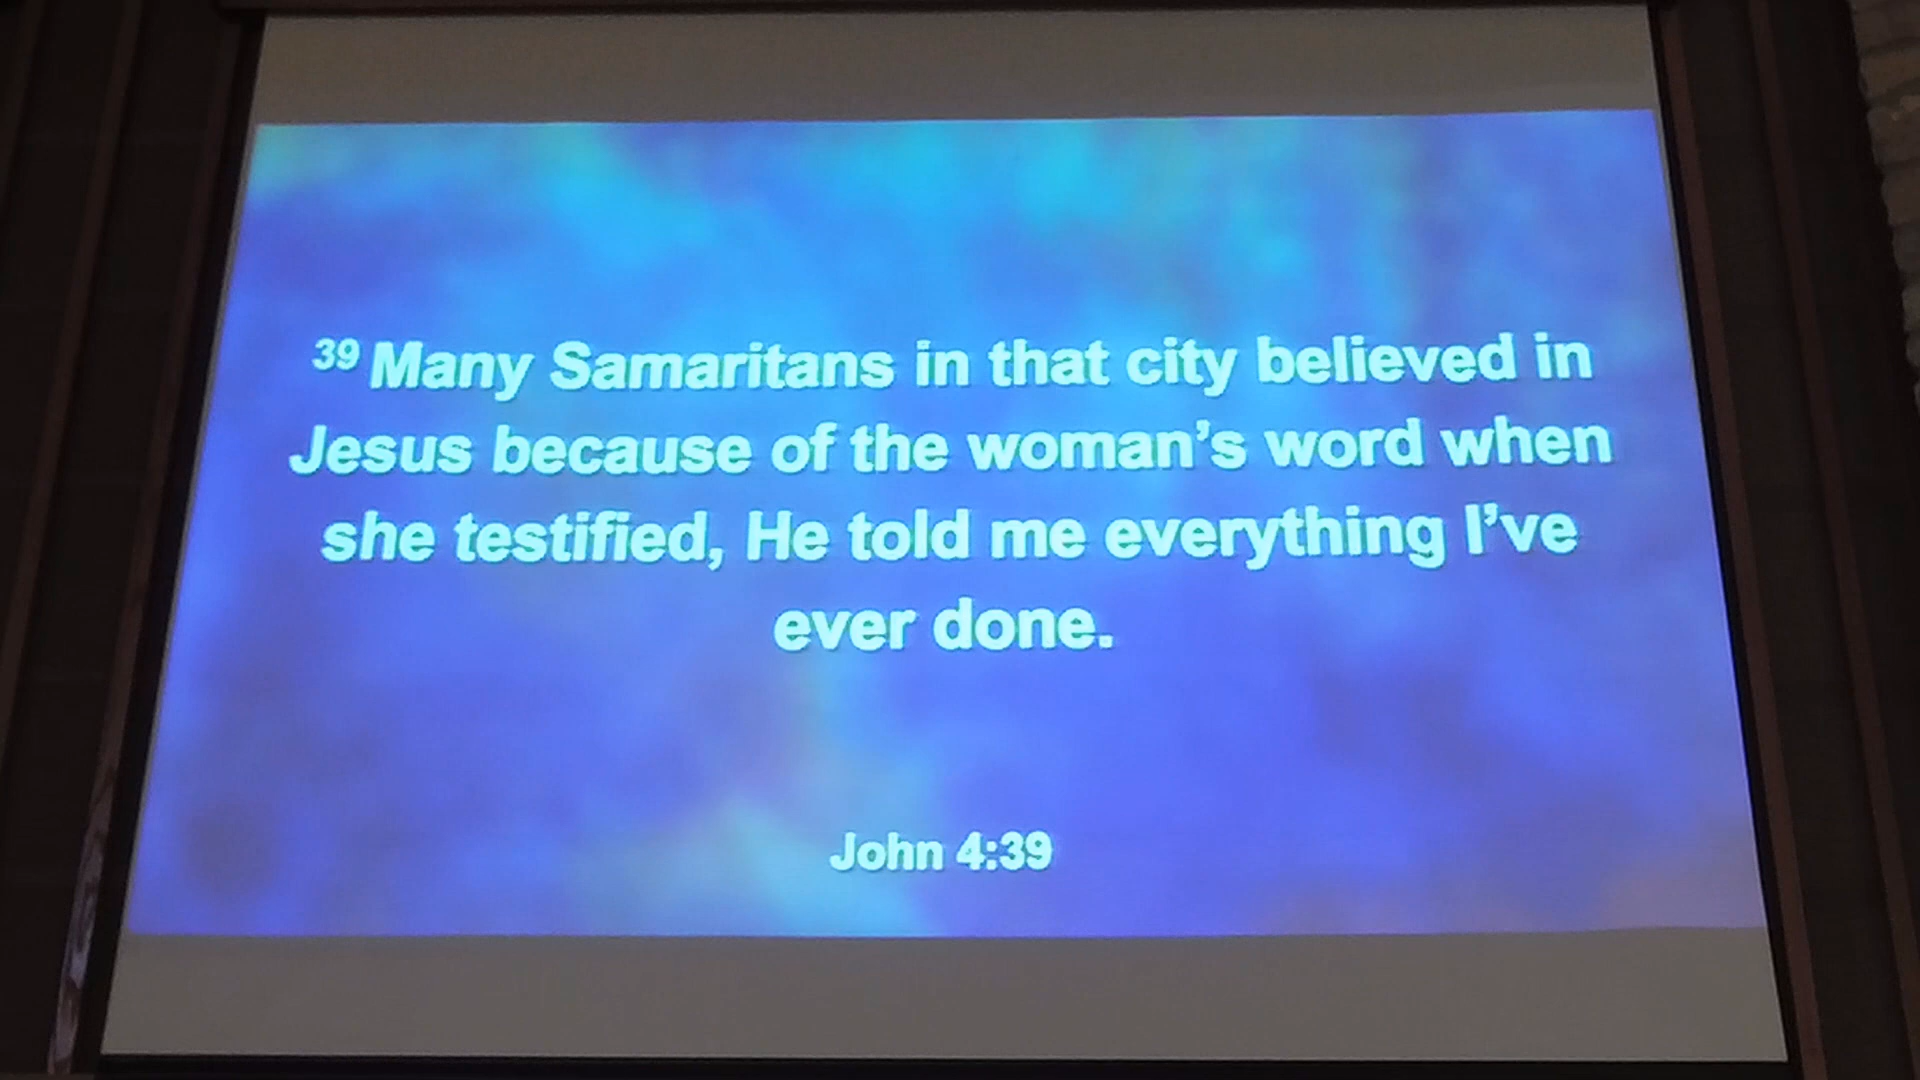 39 Many Samaritans in that city believed in
Jesus because of the woman’s word when
she testified, He told me everything I’ve
ever done.
John 4:39